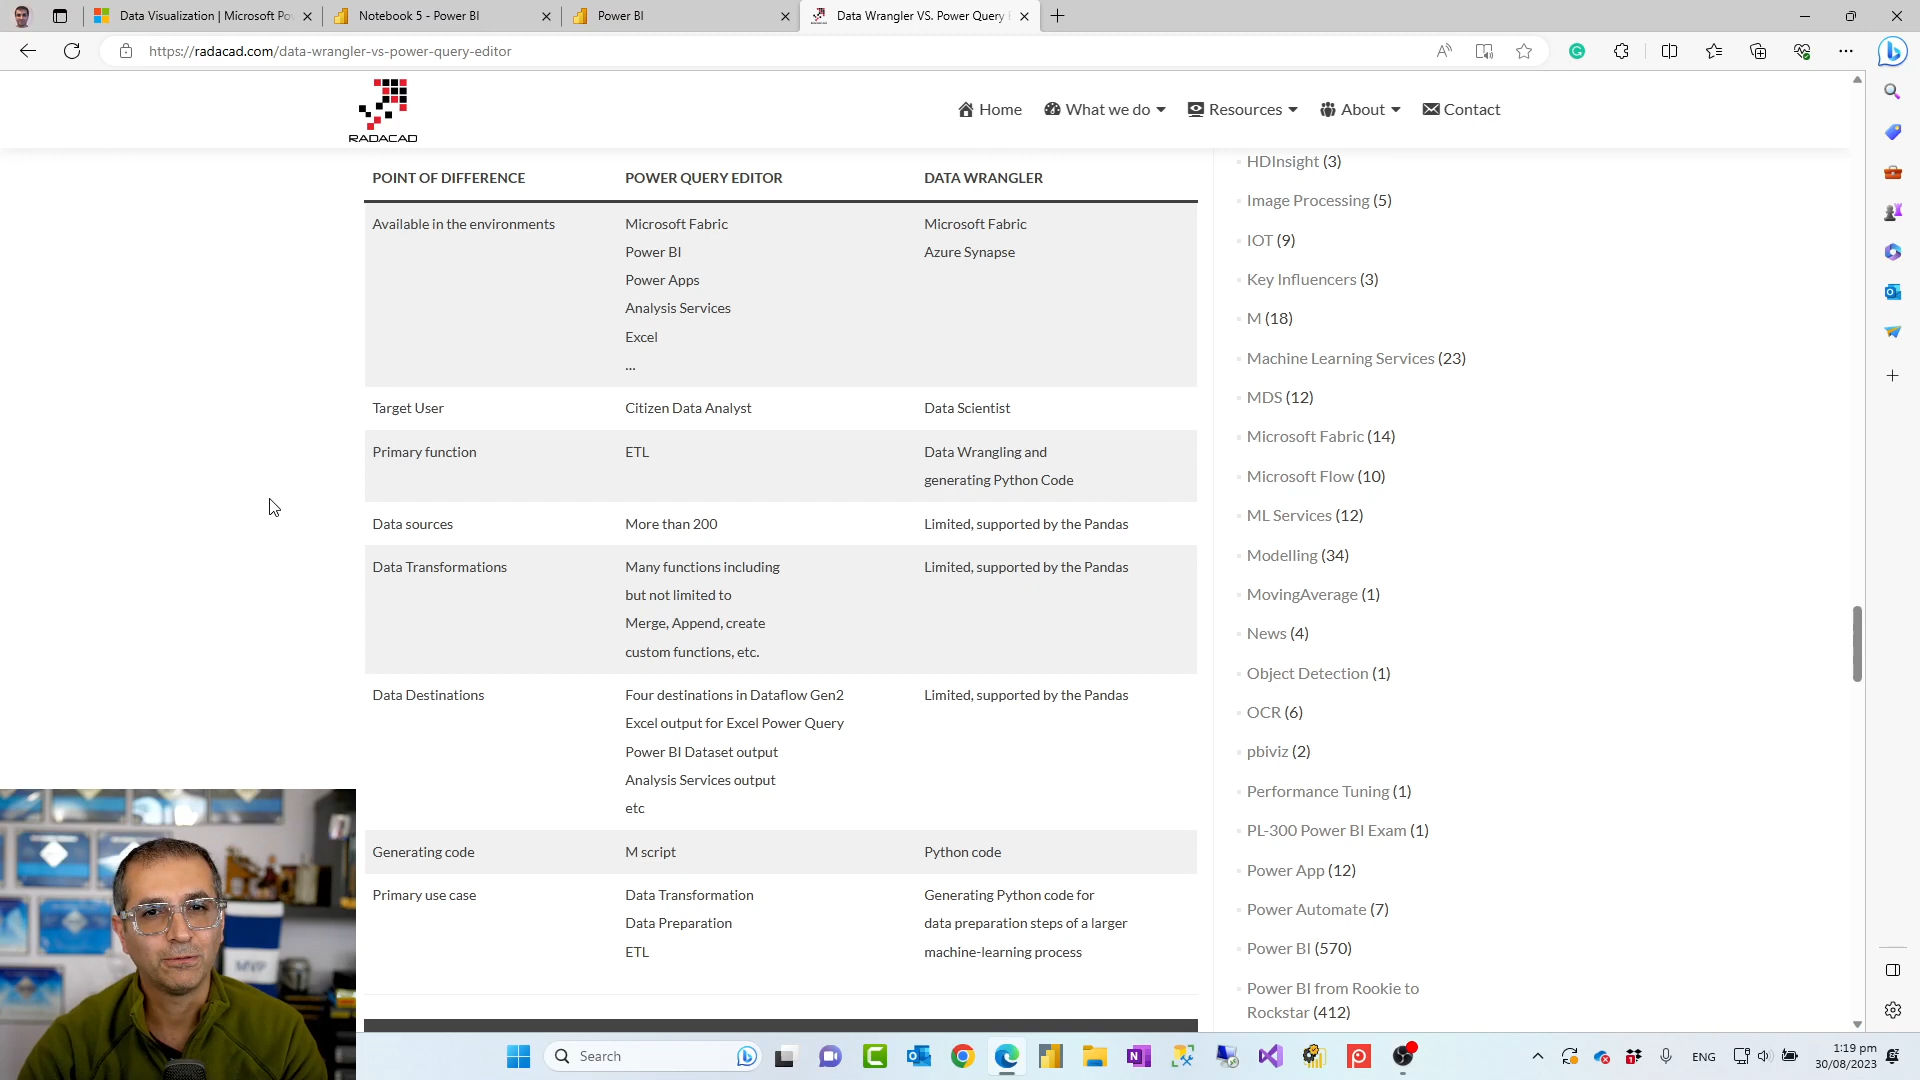 Data Visualization | Microsoft Po
Notebook 5 - Power BI
Power BI
Data Wrangler VS. Power Query E
https://radacad.com/data-wrangler-vs-power-query-editor
RADACAD
Home
What we do
Resources
About
Contact
POINT OF DIFFERENCE
POWER QUERY EDITOR
DATA WRANGLER
Available in the environments
Microsoft Fabric
Power BI
Power Apps
Analysis Services
Excel
...
Microsoft Fabric
Azure Synapse
Target User
Citizen Data Analyst
Data Scientist
Primary function
ETL
Data Wrangling and
generating Python Code
Data sources
More than 200
Limited, supported by the Pandas
Data Transformations
Many functions including
but not limited to
Merge, Append, create
custom functions, etc.
Limited, supported by the Pandas
Data Destinations
Four destinations in Dataflow Gen2
Excel output for Excel Power Query
Power BI Dataset output
Analysis Services output
etc
Limited, supported by the Pandas
Generating code
M script
Python code
Primary use case
Data Transformation
Data Preparation
ETL
Generating Python code for
data preparation steps of a larger
machine-learning process
HDInsight (3)
Image Processing (5)
IOT (9)
Key Influencers (3)
M (18)
Machine Learning Services (23)
MDS (12)
Microsoft Fabric (14)
Microsoft Flow (10)
ML Services (12)
Modelling (34)
MovingAverage (1)
News (4)
Object Detection (1)
OCR (6)
pbiviz (2)
Performance Tuning (1)
PL-300 Power BI Exam (1)
Power App (12)
Power Automate (7)
Power BI (570)
Power BI from Rookie to
Rockstar (412)
MVP
Search
ENG
1:19 pm
30/08/2023